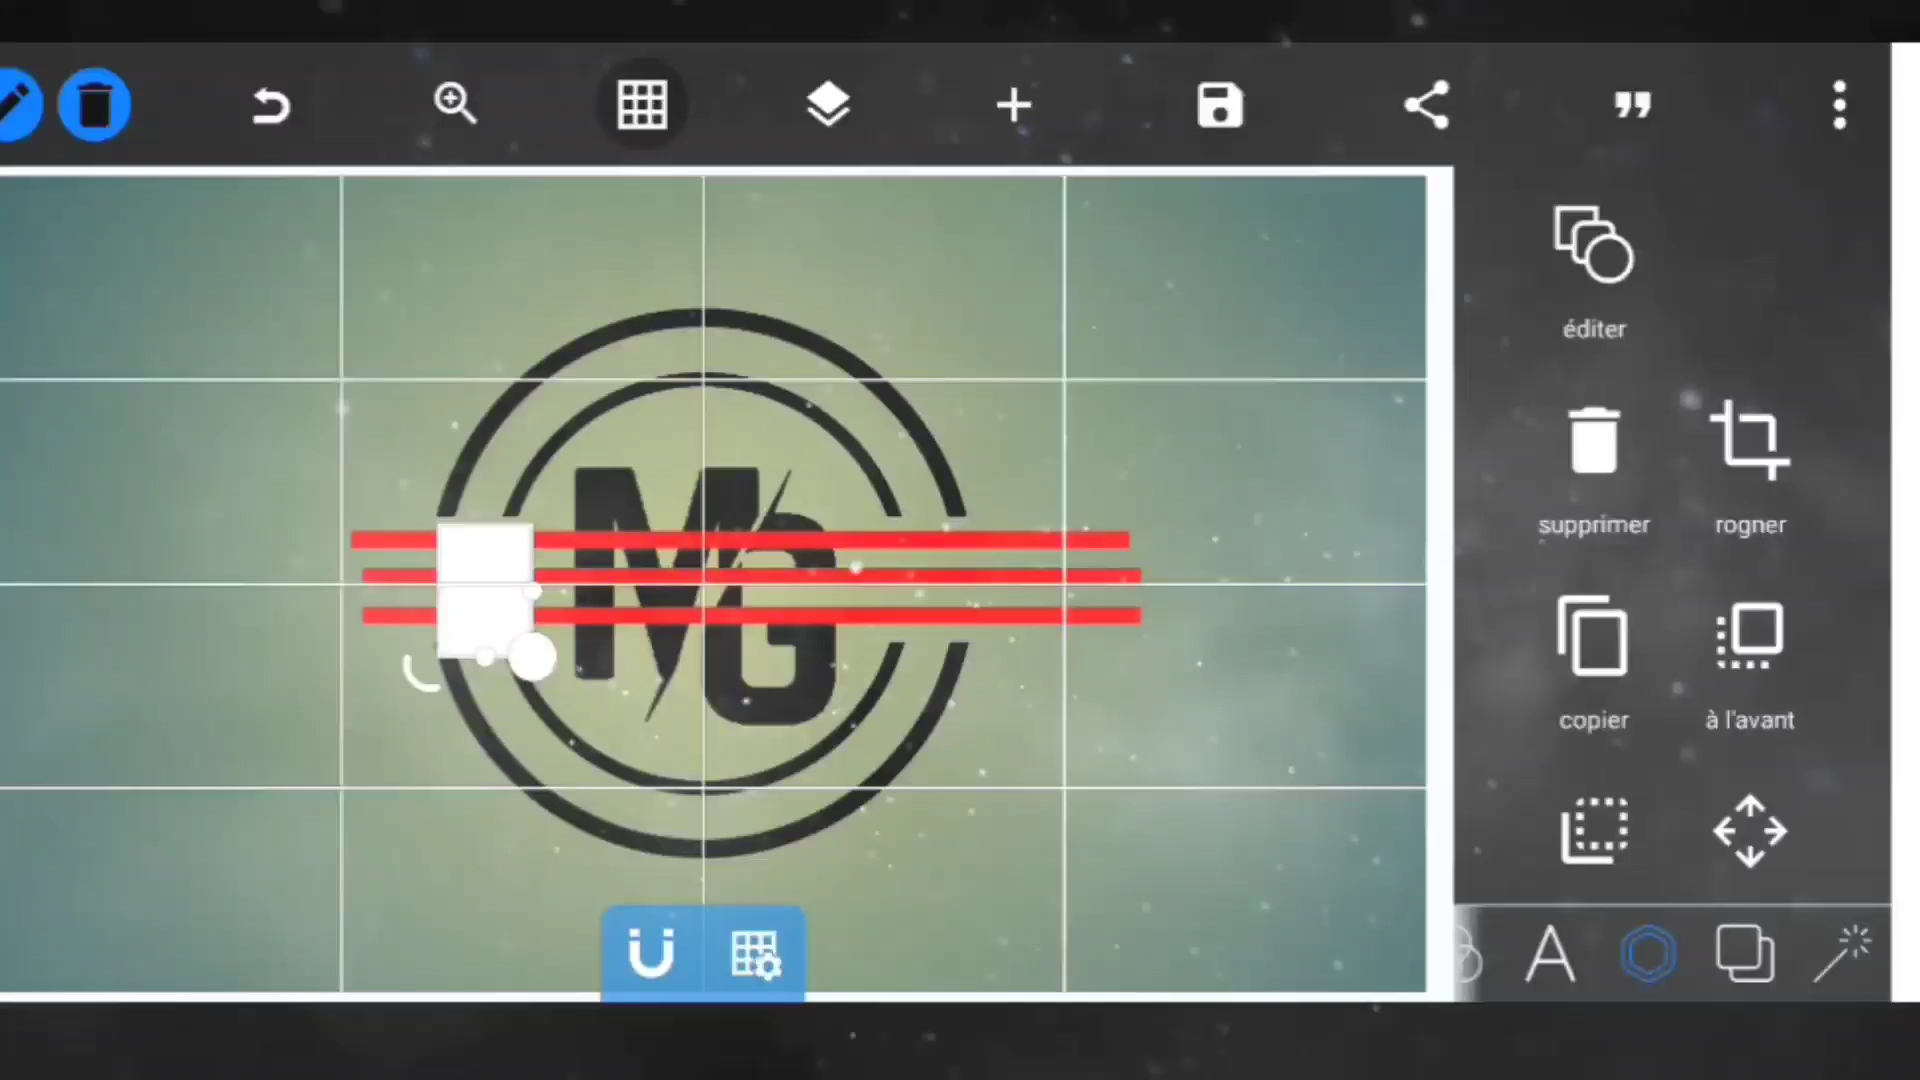 éditer
MG
supprimer rogner
copier à l'avant
A